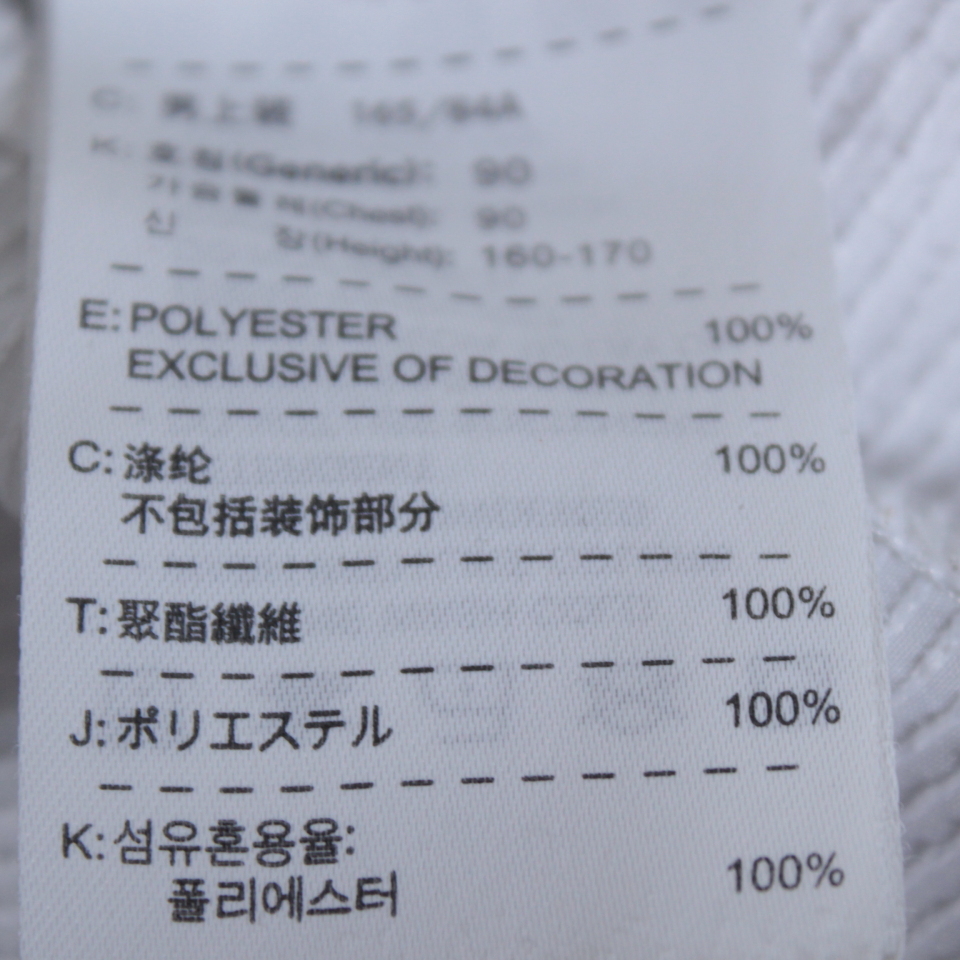 C: 男上裝 165/94A
K: 호칭(Generic): 90
가슴둘레(Chest): 90
신 장(Height): 160-170
E: POLYESTER 100%
EXCLUSIVE OF DECORATION
C: 涤纶 100%
不包括装饰部分
T: 聚酯纖維 100%
J: ポリエステル 100%
K: 섬유혼용율:
폴리에스터 100%